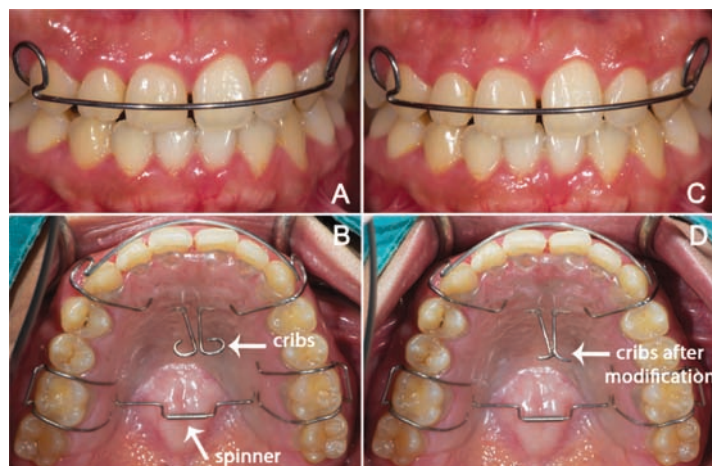 A
C
B
cribs
spinner
D
cribs after
modification